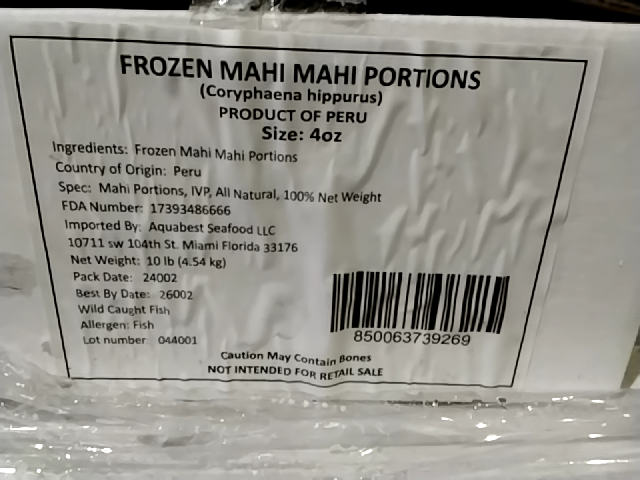 FROZEN MAHI MAHI PORTIONS
(Coryphaena hippurus)
PRODUCT OF PERU
Size: 4oz
Ingredients: Frozen Mahi Mahi Portions
Country of Origin: Peru
Spec: Mahi Portions, IVP, All Natural, 100% Net Weight
FDA Number: 17393486666
Imported By: Aquabest Seafood LLC
10711 sw 104th St. Miami Florida 33176
Net Weight: 10 lb (4.54 kg)
Pack Date: 24002
Best By Date: 26002
Wild Caught Fish
Allergen: Fish
Lot number: 044001
850063739269
Caution May Contain Bones
NOT INTENDED FOR RETAIL SALE